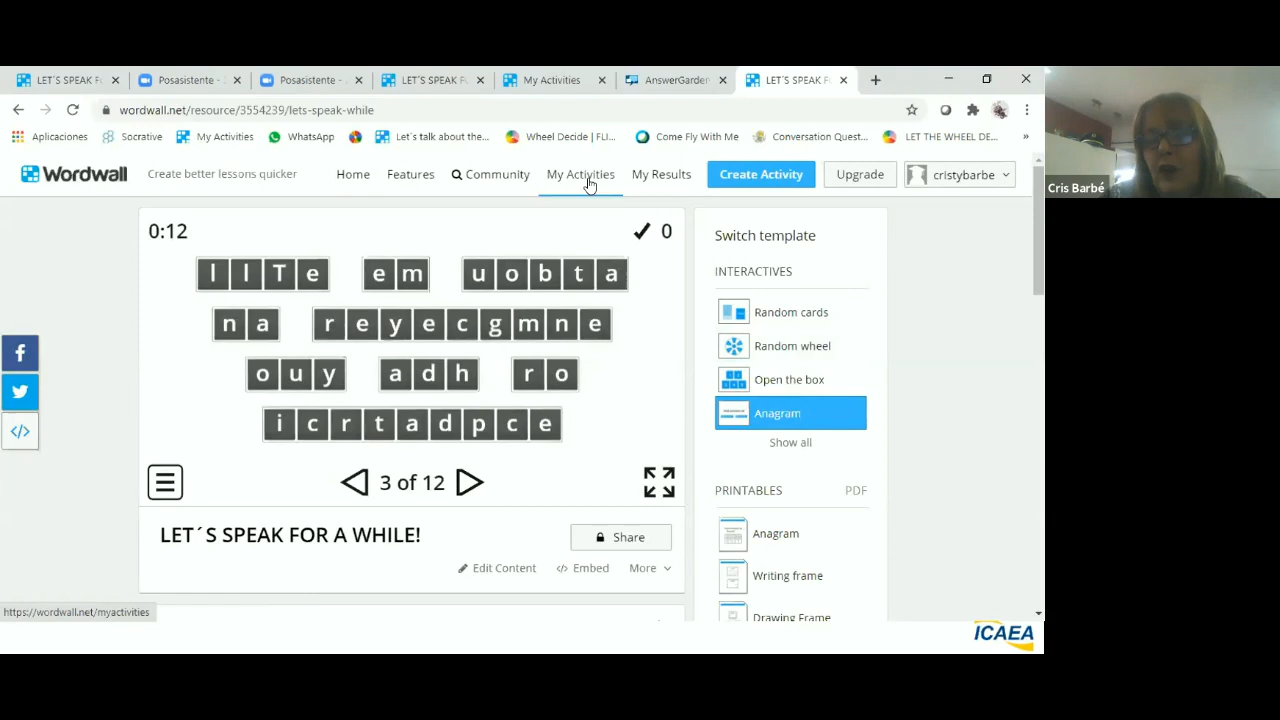 LET´S SPEAK F
Posasistente -
Posasistente -
LET´S SPEAK F
My Activities
AnswerGarden
LET´S SPEAK F
wordwall.net/resource/3554239/lets-speak-while
Aplicaciones
Socrative
My Activities
WhatsApp
Let´s talk about the...
Wheel Decide | FLI...
Come Fly With Me
Conversation Quest...
LET THE WHEEL DE...
Wordwall
Create better lessons quicker
Home
Features
Community
My Activities
My Results
Create Activity
Upgrade
cristybarbe
Cris Barbé
0:12
0
l l T e e m u o b t a
n a r e y e c g m n e
o u y a d h r o
i c r t a d p c e
3 of 12
LET´S SPEAK FOR A WHILE!
Share
Edit Content
Embed
More
Switch template
INTERACTIVES
Random cards
Random wheel
Open the box
Anagram
Show all
PRINTABLES PDF
Anagram
Writing frame
Drawing Frame
https://wordwall.net/myactivities
ICAEA